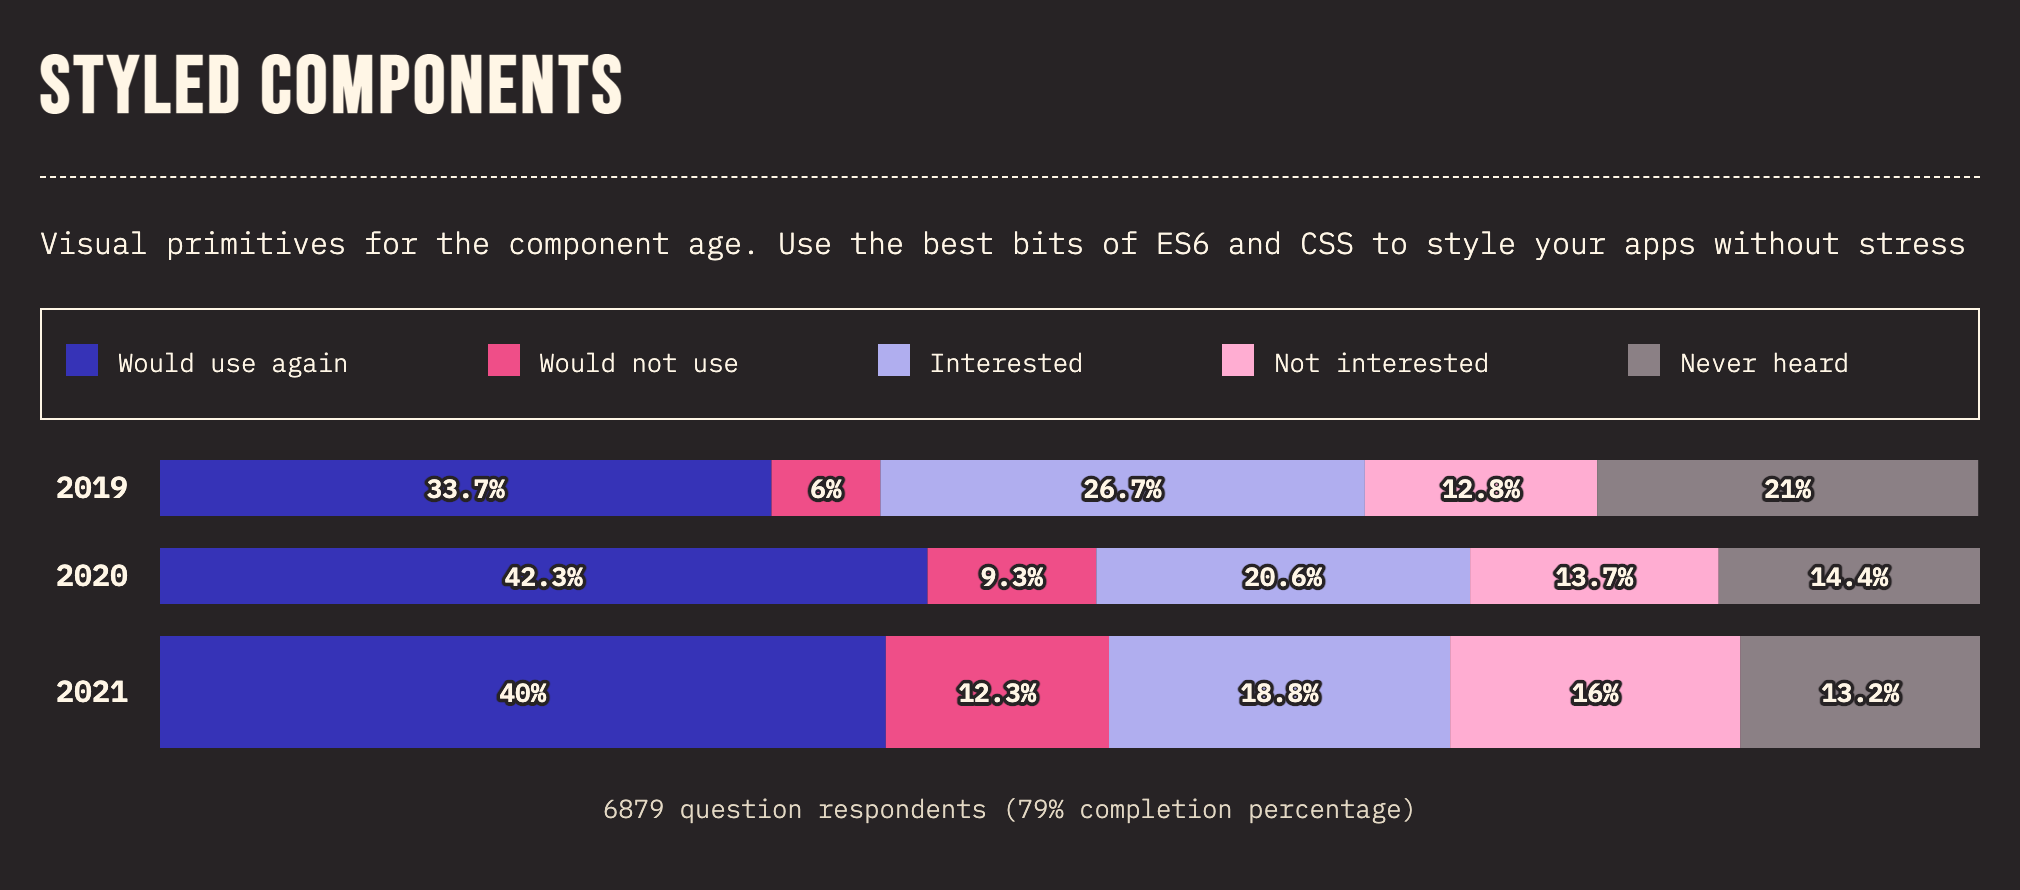 STYLED COMPONENTS
Visual primitives for the component age. Use the best bits of ES6 and CSS to style your apps without stress
Would use again Would not use Interested Not interested Never heard
2019 33.7% 6% 26.7% 12.8% 21%
2020 42.3% 9.3% 20.6% 13.7% 14.4%
2021 40% 12.3% 18.8% 16% 13.2%
6879 question respondents (79% completion percentage)